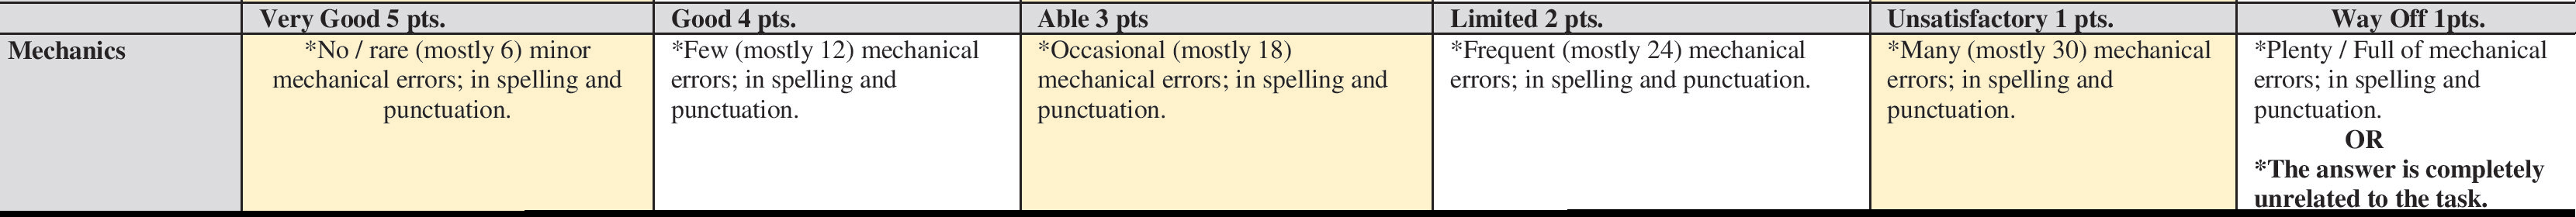 Very Good 5 pts.
Good 4 pts.
Able 3 pts
Limited 2 pts.
Unsatisfactory 1 pts.
Way Off 1pts.
Mechanics
*No / rare (mostly 6) minor
mechanical errors; in spelling and
punctuation.
*Few (mostly 12) mechanical
errors; in spelling and
punctuation.
*Occasional (mostly 18)
mechanical errors; in spelling and
punctuation.
*Frequent (mostly 24) mechanical
errors; in spelling and punctuation.
*Many (mostly 30) mechanical
errors; in spelling and
punctuation.
*Plenty / Full of mechanical
errors; in spelling and
punctuation.
OR
*The answer is completely
unrelated to the task.